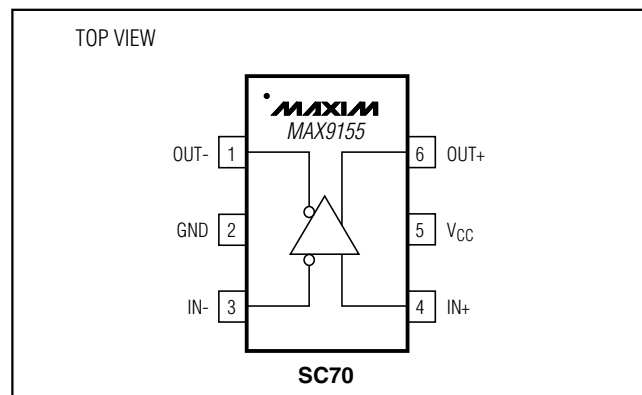 TOP VIEW
MAXIM
MAX9155
OUT- 1 6 OUT+
GND 2 5 VCC
IN- 3 4 IN+
SC70